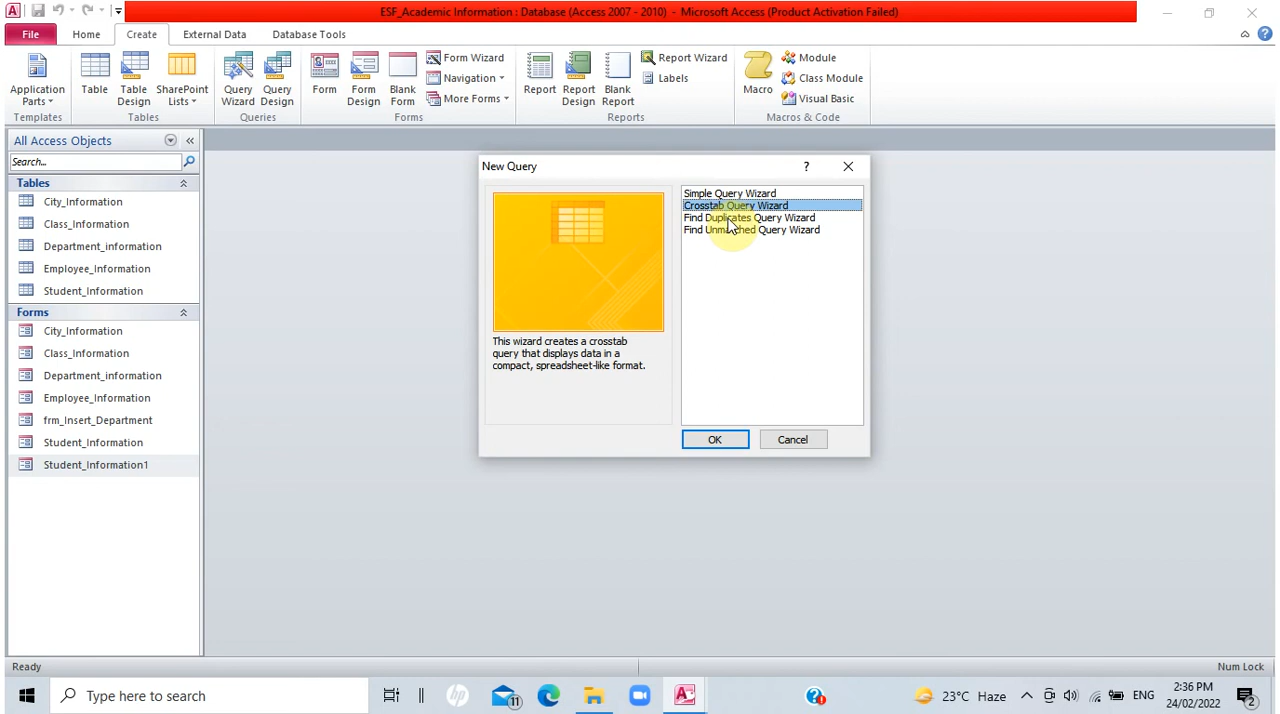 ESF_Academic Information : Database (Access 2007 - 2010) - Microsoft Access (Product Activation Failed)
File Home Create External Data Database Tools
Application Parts
Table
Table Design
SharePoint Lists
Query Wizard
Query Design
Form
Form Design
Blank Form
Form Wizard
Navigation
More Forms
Report
Report Design
Blank Report
Report Wizard
Labels
Macro
Module
Class Module
Visual Basic
Templates Tables Queries Forms Reports Macros & Code
All Access Objects
Search...
Tables
City_Information
Class_Information
Department_information
Employee_Information
Student_Information
Forms
City_Information
Class_Information
Department_information
Employee_Information
frm_Insert_Department
Student_Information
Student_Information1
New Query
Simple Query Wizard
Crosstab Query Wizard
Find Duplicates Query Wizard
Find Unmatched Query Wizard
This wizard creates a crosstab
query that displays data in a
compact, spreadsheet-like format.
OK Cancel
Ready Num Lock
Type here to search
11
23°C Haze
ENG
2:36 PM
24/02/2022
2